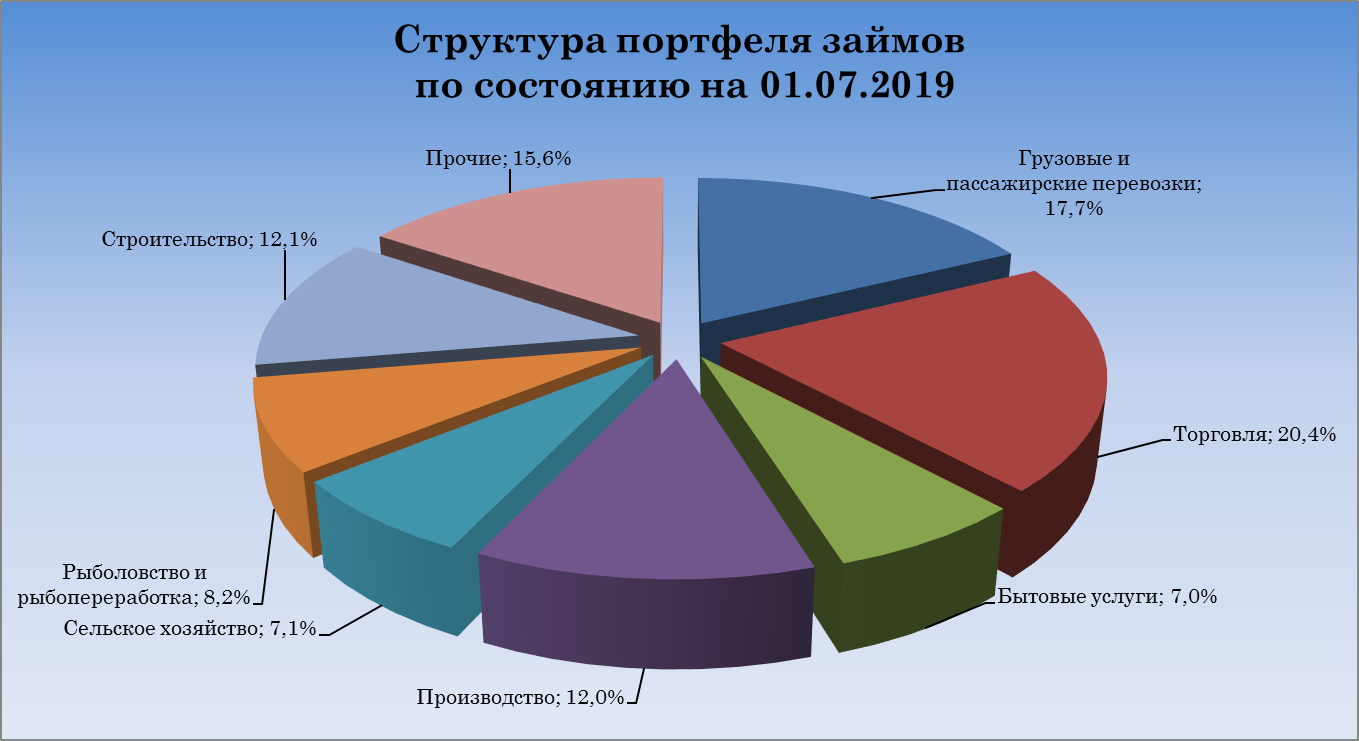 Структура портфеля займов
по состоянию на 01.07.2019
Прочие; 15,6%
Грузовые и
пассажирские перевозки;
17,7%
Строительство; 12,1%
Торговля; 20,4%
Рыболовство и
рыбопереработка; 8,2%
Бытовые услуги; 7,0%
Сельское хозяйство; 7,1%
Производство; 12,0%